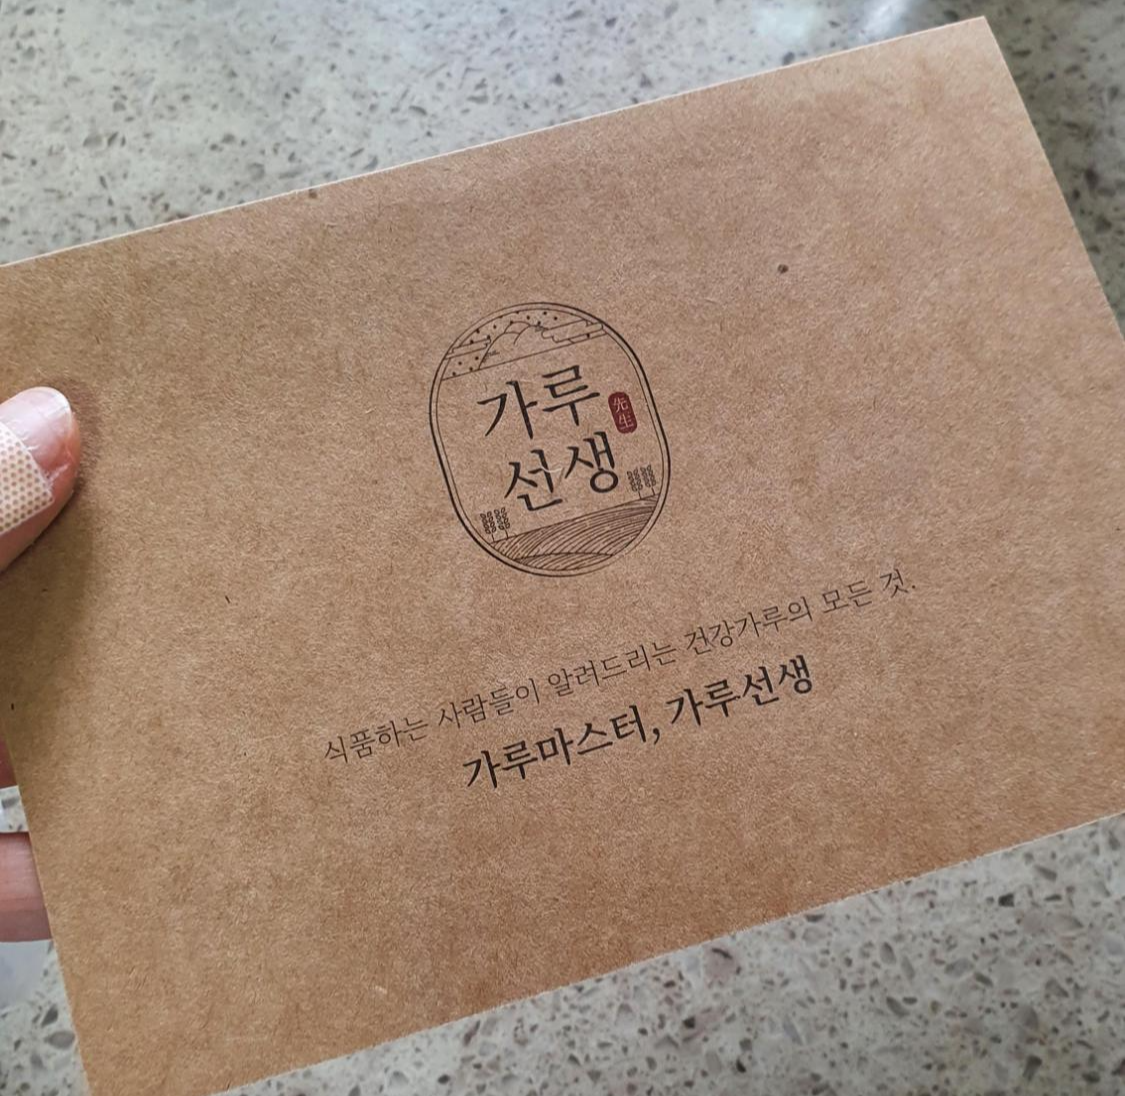 가루
선생
先生
식품하는 사람들이 알려드리는 건강가루의 모든 것.
가루마스터, 가루선생